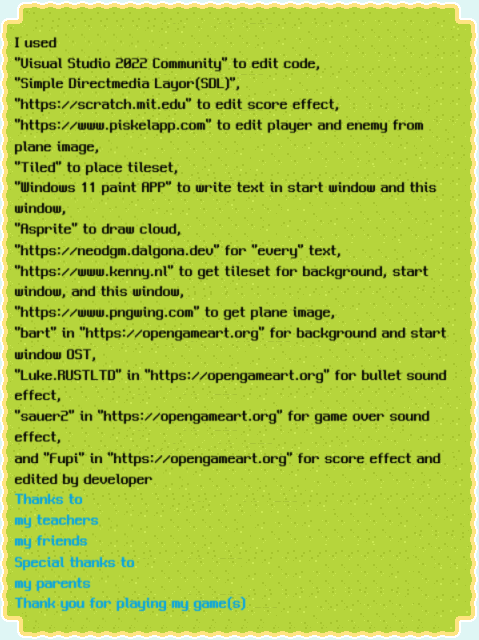 I used
"Visual Studio 2022 Community" to edit code,
"Simple Directmedia Layor(SDL)",
"https://scratch.mit.edu" to edit score effect,
"https://www.piskelapp.com" to edit player and enemy from
plane image,
"Tiled" to place tileset,
"Windows 11 paint APP" to write text in start window and this
window,
"Asprite" to draw cloud,
"https://neodgm.dalgona.dev" for "every" text,
"https://www.kenny.nl" to get tileset for background, start
window, and this window,
"https://www.pngwing.com" to get plane image,
"bart" in "https://opengameart.org" for background and start
window OST,
"Luke.RUSTLTD" in "https://opengameart.org" for bullet sound
effect,
"sauer2" in "https://opengameart.org" for game over sound
effect,
and "Fupi" in "https://opengameart.org" for score effect and
edited by developer
Thanks to
my teachers
my friends
Special thanks to
my parents
Thank you for playing my game(s)